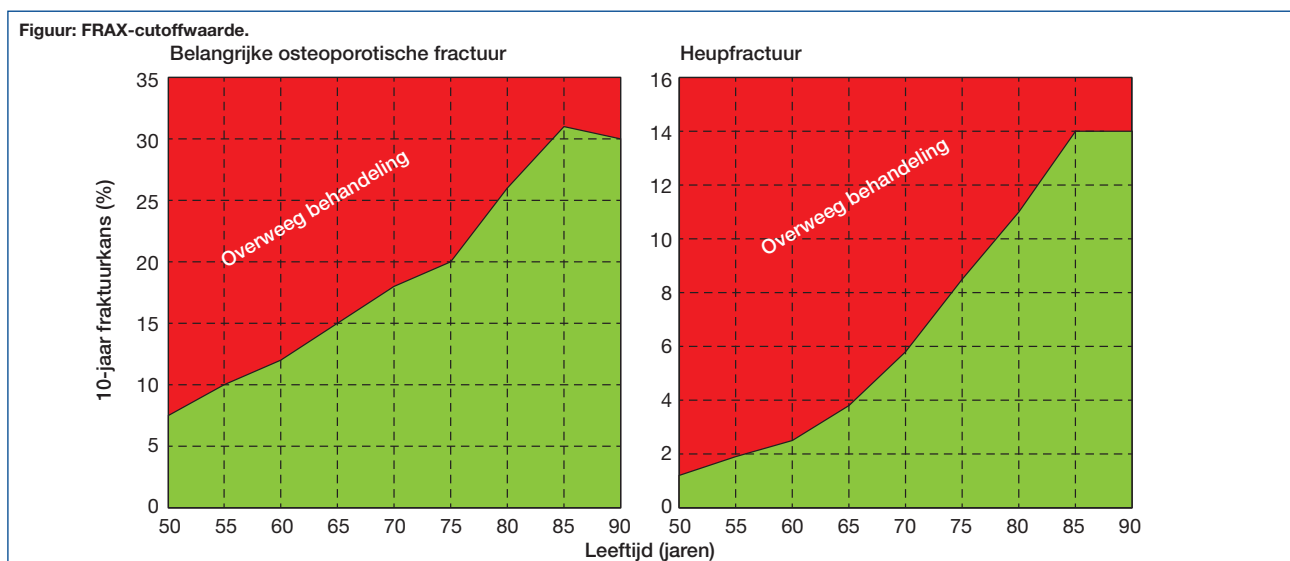 Figuur: FRAX-cutoffwaarde.
Belangrijke osteoporotische fractuur
Heupfractuur
10-jaar fraktuurkans (%)
35
30
25
20
15
10
5
0
Overweeg behandeling
50 55 60 65 70 75 80 85 90
16
14
12
10
8
6
4
2
0
Overweeg behandeling
50 55 60 65 70 75 80 85 90
Leeftijd (jaren)